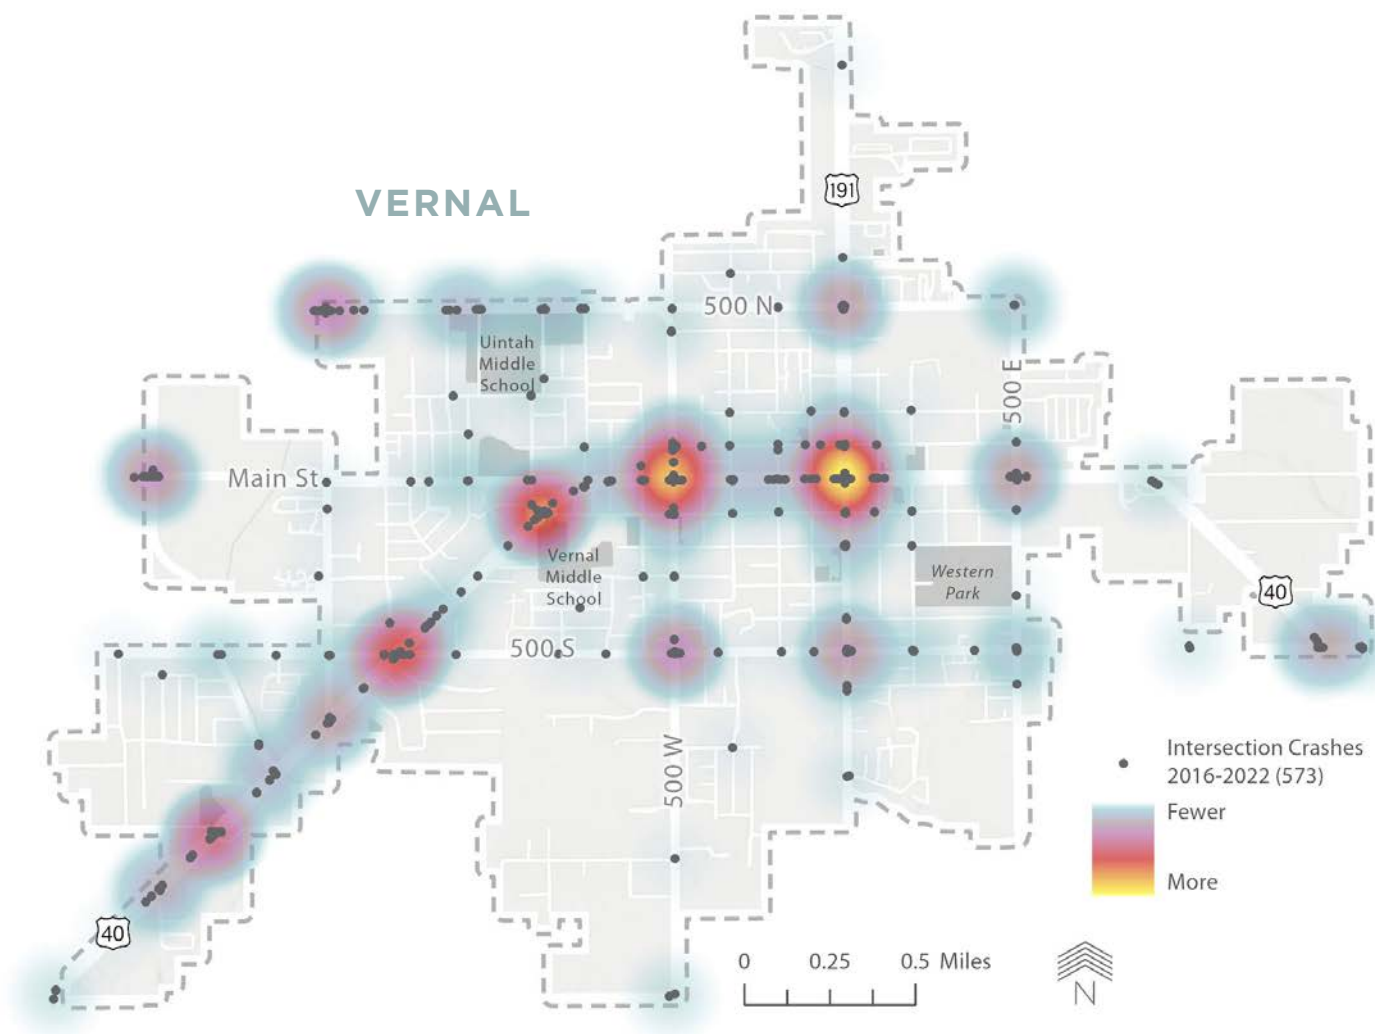 VERNAL
191
500 N
Uintah
Middle
School
500 E
Main St
Vernal
Middle
School
Western
Park
40
500 S
500 W
Intersection Crashes
2016-2022 (573)
Fewer
More
40
0 0.25 0.5 Miles
N